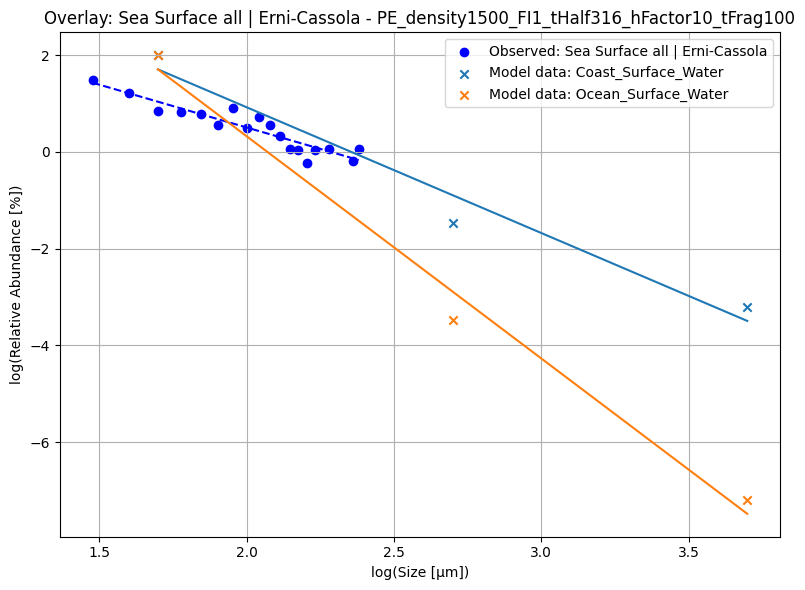 Overlay: Sea Surface all | Erni-Cassola - PE_density1500_FI1_tHalf316_hFactor10_tFrag100
Observed: Sea Surface all | Erni-Cassola
Model data: Coast_Surface_Water
Model data: Ocean_Surface_Water
log(Relative Abundance [%])
2
0
−2
−4
−6
1.5
2.0
2.5
3.0
3.5
log(Size [μm])